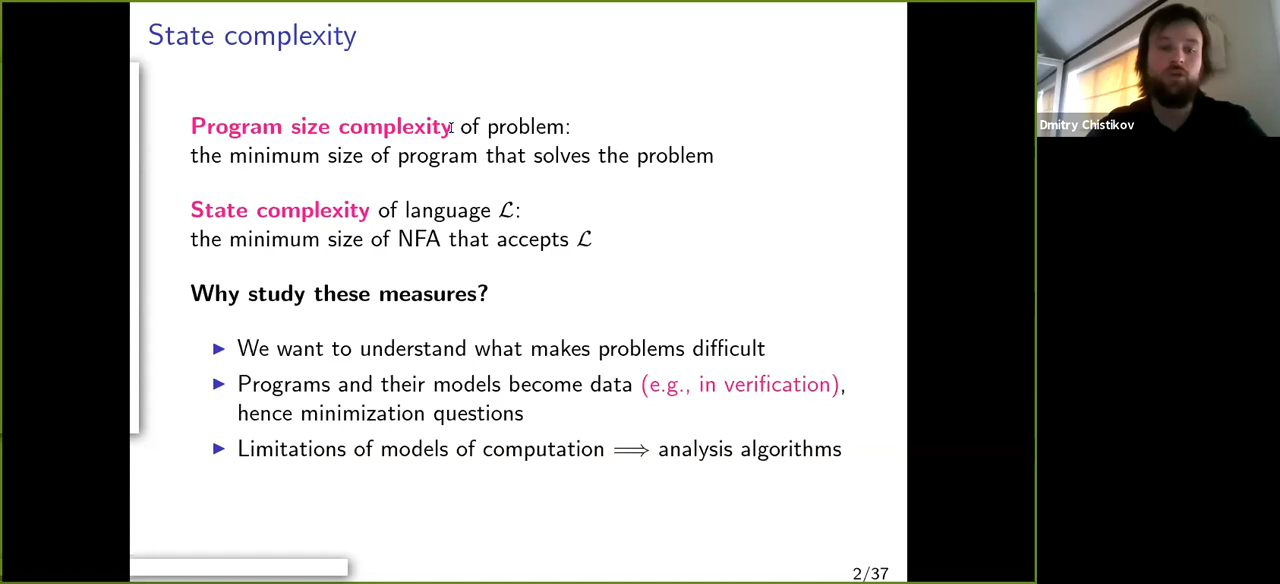 State complexity
Program size complexity of problem:
the minimum size of program that solves the problem
State complexity of language ℒ:
the minimum size of NFA that accepts ℒ
Why study these measures?
▶ We want to understand what makes problems difficult
▶ Programs and their models become data (e.g., in verification),
hence minimization questions
▶ Limitations of models of computation ⟹ analysis algorithms
2/37
Dmitry Chistikov